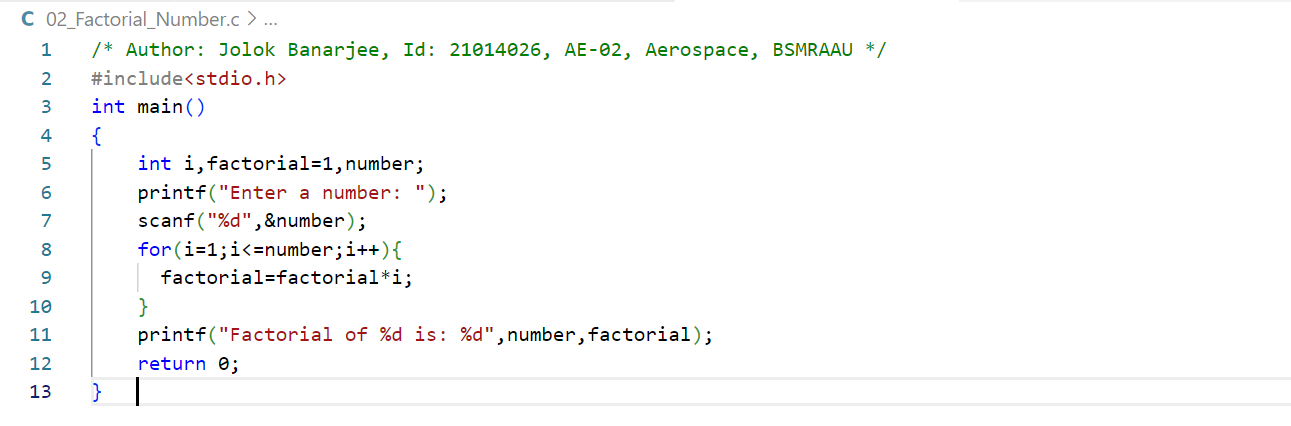 C 02_Factorial_Number.c > ...
1 /* Author: Jolok Banarjee, Id: 21014026, AE-02, Aerospace, BSMRAAU */
2 #include<stdio.h>
3 int main()
4 {
5     int i,factorial=1,number;
6     printf("Enter a number: ");
7     scanf("%d",&number);
8     for(i=1;i<=number;i++){
9       factorial=factorial*i;
10     }
11     printf("Factorial of %d is: %d",number,factorial);
12     return 0;
13 }